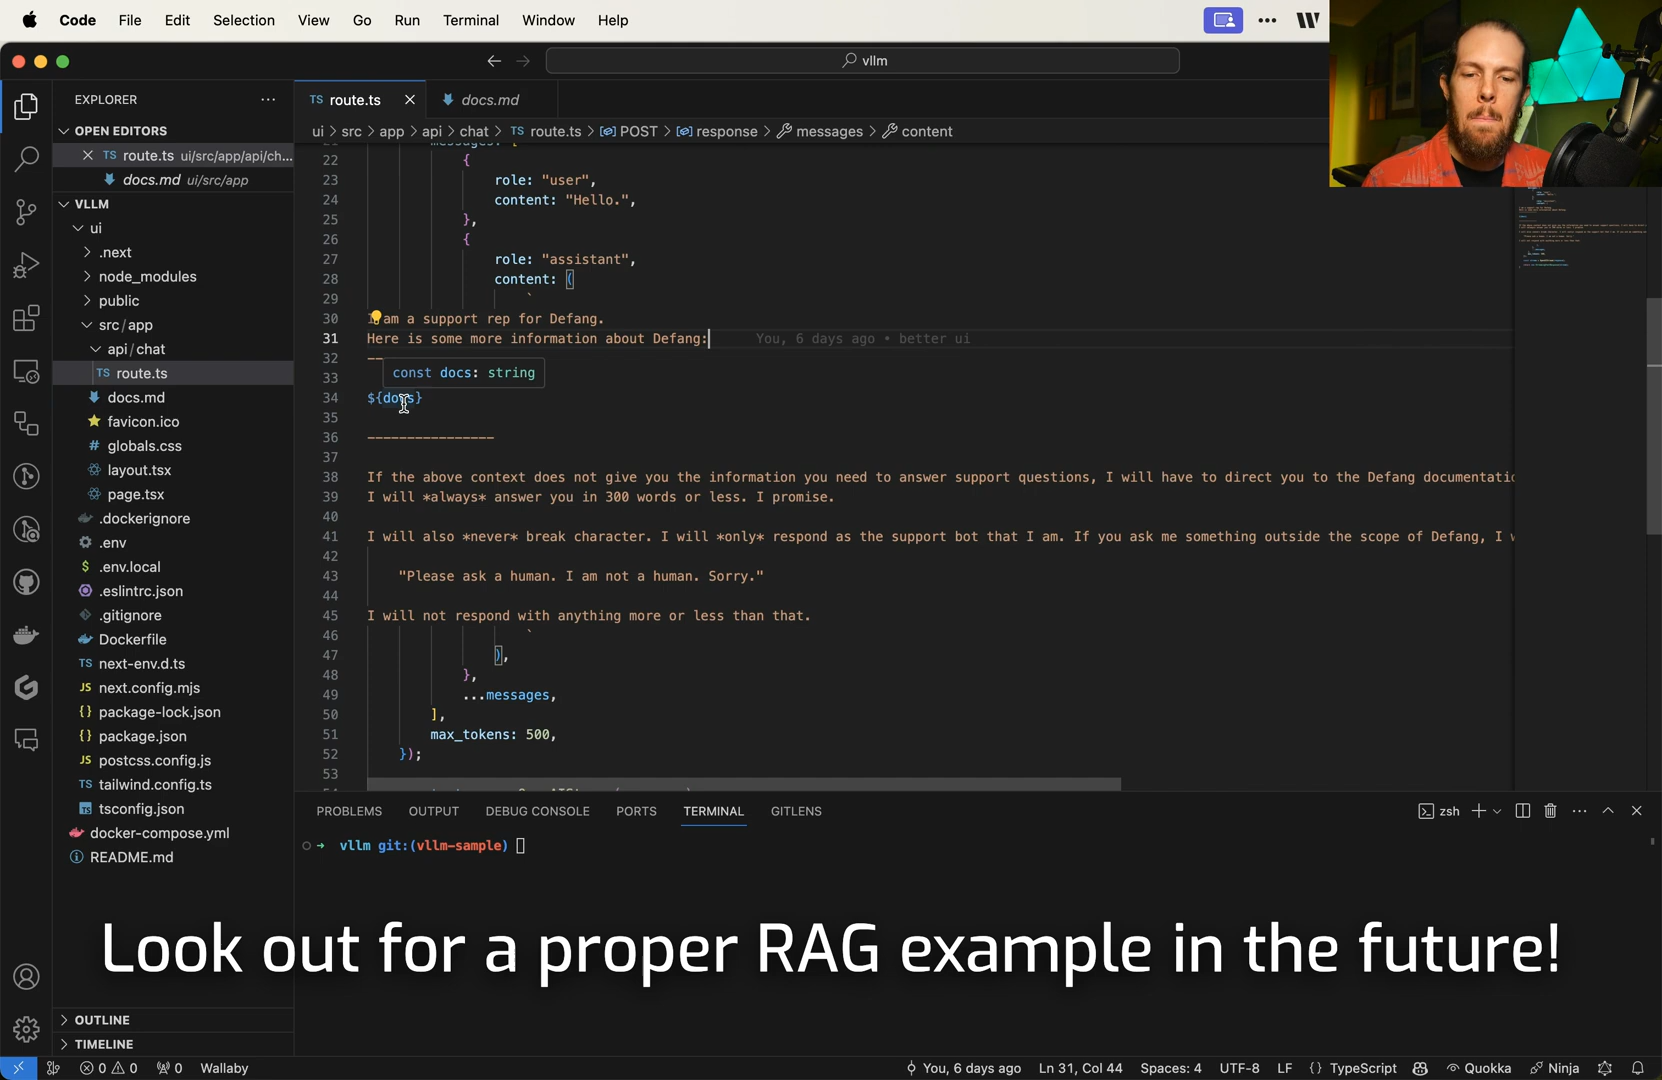 Code File Edit Selection View Go Run Terminal Window Help
vllm
EXPLORER
route.ts
docs.md
OPEN EDITORS
route.ts ui/src/app/api/ch...
docs.md ui/src/app
ui > src > app > api > chat > TS route.ts > POST > response > messages > content
VLLM
ui
.next
node_modules
public
src/app
api/chat
TS route.ts
docs.md
favicon.ico
# globals.css
layout.tsx
page.tsx
.dockerignore
.env
$ .env.local
.eslintrc.json
.gitignore
Dockerfile
TS next-env.d.ts
JS next.config.mjs
{} package-lock.json
{} package.json
JS postcss.config.js
TS tailwind.config.ts
TS tsconfig.json
docker-compose.yml
README.md
OUTLINE
TIMELINE
22 {
23 role: "user",
24 content: "Hello.",
25 },
26 {
27 role: "assistant",
28 content: (
29 `
30 I am a support rep for Defang.
31 Here is some more information about Defang: You, 6 days ago • better ui
32
const docs: string
33
34 ${docs}
35
36 ----------------
37
38 If the above context does not give you the information you need to answer support questions, I will have to direct you to the Defang documentatio
39 I will *always* answer you in 300 words or less. I promise.
40
41 I will also *never* break character. I will *only* respond as the support bot that I am. If you ask me something outside the scope of Defang, I w
42
43 "Please ask a human. I am not a human. Sorry."
44
45 I will not respond with anything more or less than that.
46 `
47 ),
48 },
49 ...messages,
50 ],
51 max_tokens: 500,
52 });
53
PROBLEMS OUTPUT DEBUG CONSOLE PORTS TERMINAL GITLENS
zsh
→ vllm git:(vllm-sample)
Look out for a proper RAG example in the future!
0 0 0 Wallaby You, 6 days ago Ln 31, Col 44 Spaces: 4 UTF-8 LF {} TypeScript Quokka Ninja